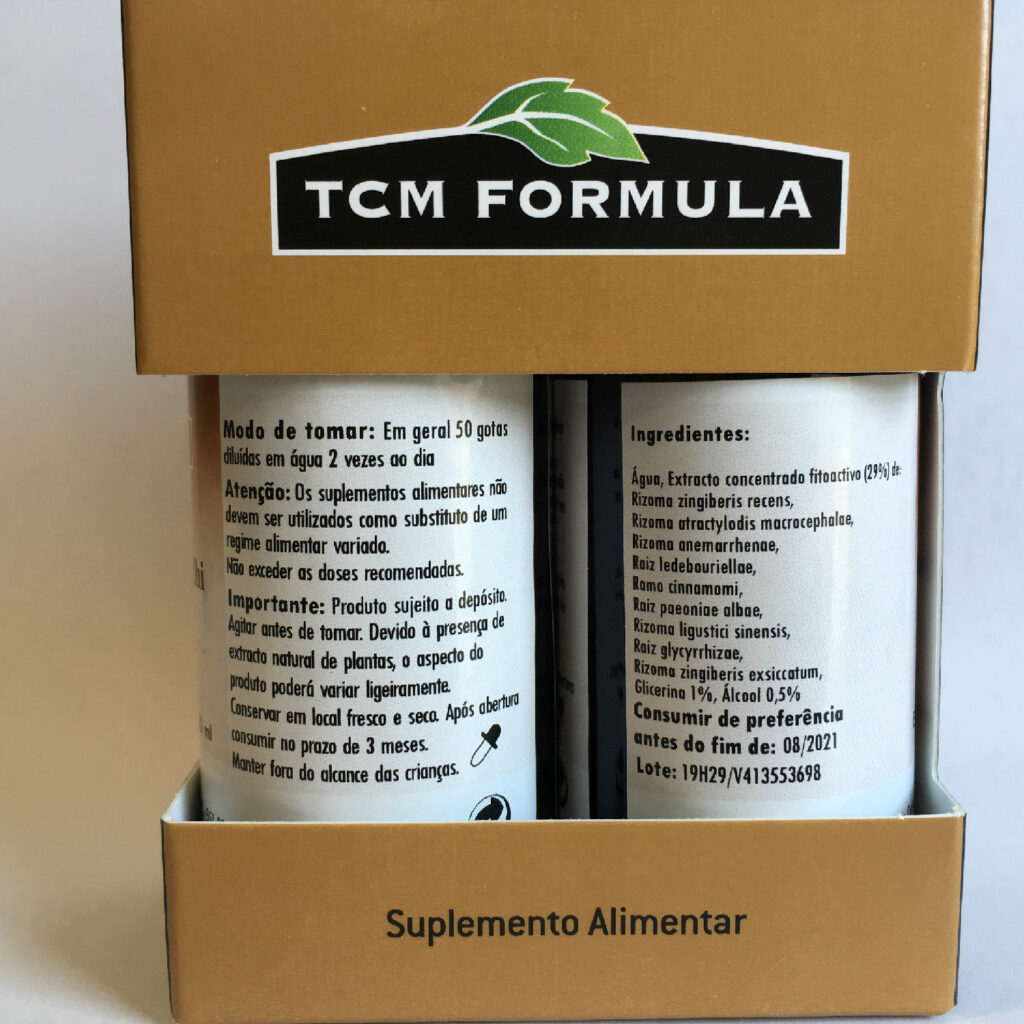 TCM FORMULA
Modo de tomar: Em geral 50 gotas
diluídas em água 2 vezes ao dia
Atenção: Os suplementos alimentares não
devem ser utilizados como substituto de um
regime alimentar variado.
Não exceder as doses recomendadas.
Importante: Produto sujeito a depósito.
Agitar antes de tomar. Devido à presença de
extracto natural de plantas, o aspecto do
produto poderá variar ligeiramente.
Conservar em local fresco e seco. Após abertura
consumir no prazo de 3 meses.
Manter fora do alcance das crianças.
Ingredientes:
Água, Extracto concentrado fitoactivo (29%) de:
Rizoma zingiberis recens,
Rizoma atractylodis macrocephalae,
Rizoma anemarrhenae,
Raiz ledebouriellae,
Ramo cinnamomi,
Raiz paeoniae albae,
Rizoma ligustici sinensis,
Raiz glycyrrhizae,
Rizoma zingiberis exsiccatum,
Glicerina 1%, Álcool 0,5%
Consumir de preferência
antes do fim de: 08/2021
Lote: 19H29/V413553698
Suplemento Alimentar